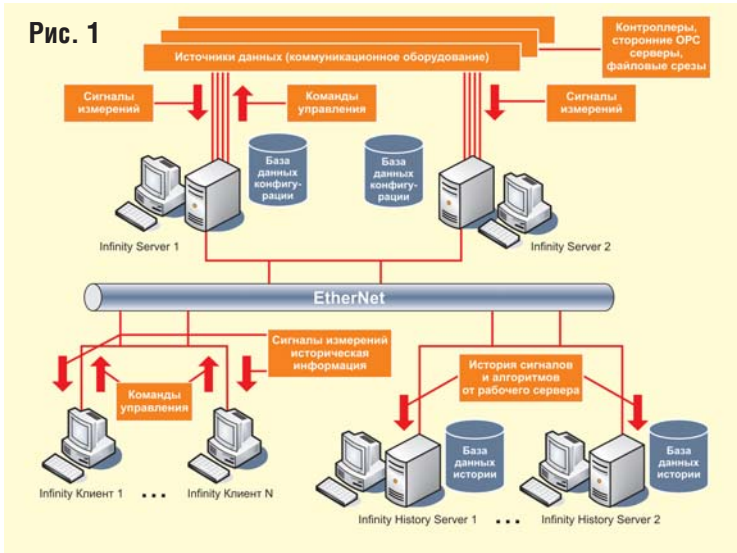 Рис. 1
Источники данных (коммуникационное оборудование)
Контроллеры,
сторонние OPC
серверы,
файловые срезы
Сигналы
измерений
Команды
управления
Сигналы
измерений
База
данных
конфигу-
рации
База
данных
конфигу-
рации
Infinity Server 1
Infinity Server 2
EtherNet
Сигналы измерений
историческая
информация
Команды
управления
История сигналов
и алгоритмов
от рабочего сервера
База
данных
истории
База
данных
истории
Infinity Клиент 1
...
Infinity Клиент N
Infinity History Server 1
...
Infinity History Server 2